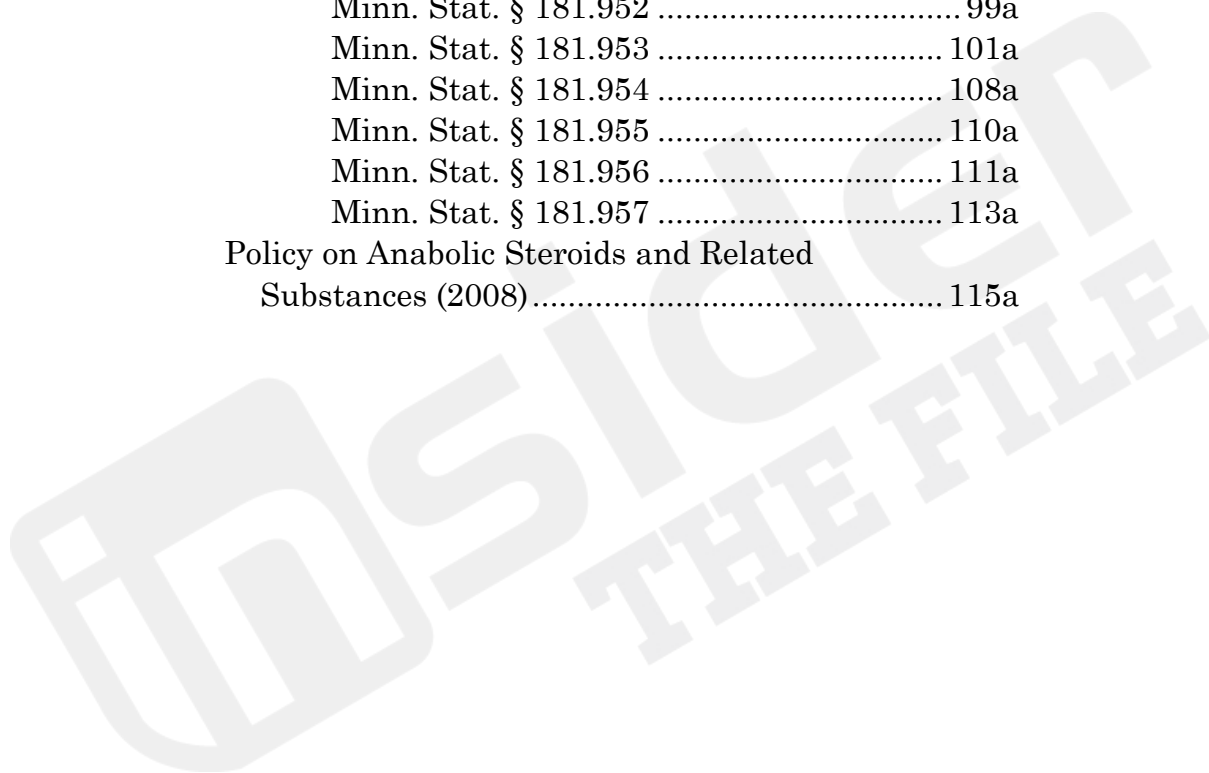 Minn. Stat. § 181.952 .................................. 99a
Minn. Stat. § 181.953 ................................ 101a
Minn. Stat. § 181.954 ................................ 108a
Minn. Stat. § 181.955 ................................ 110a
Minn. Stat. § 181.956 ................................ 111a
Minn. Stat. § 181.957 ................................ 113a
Policy on Anabolic Steroids and Related
Substances (2008) .............................................. 115a
insider
THE FILE